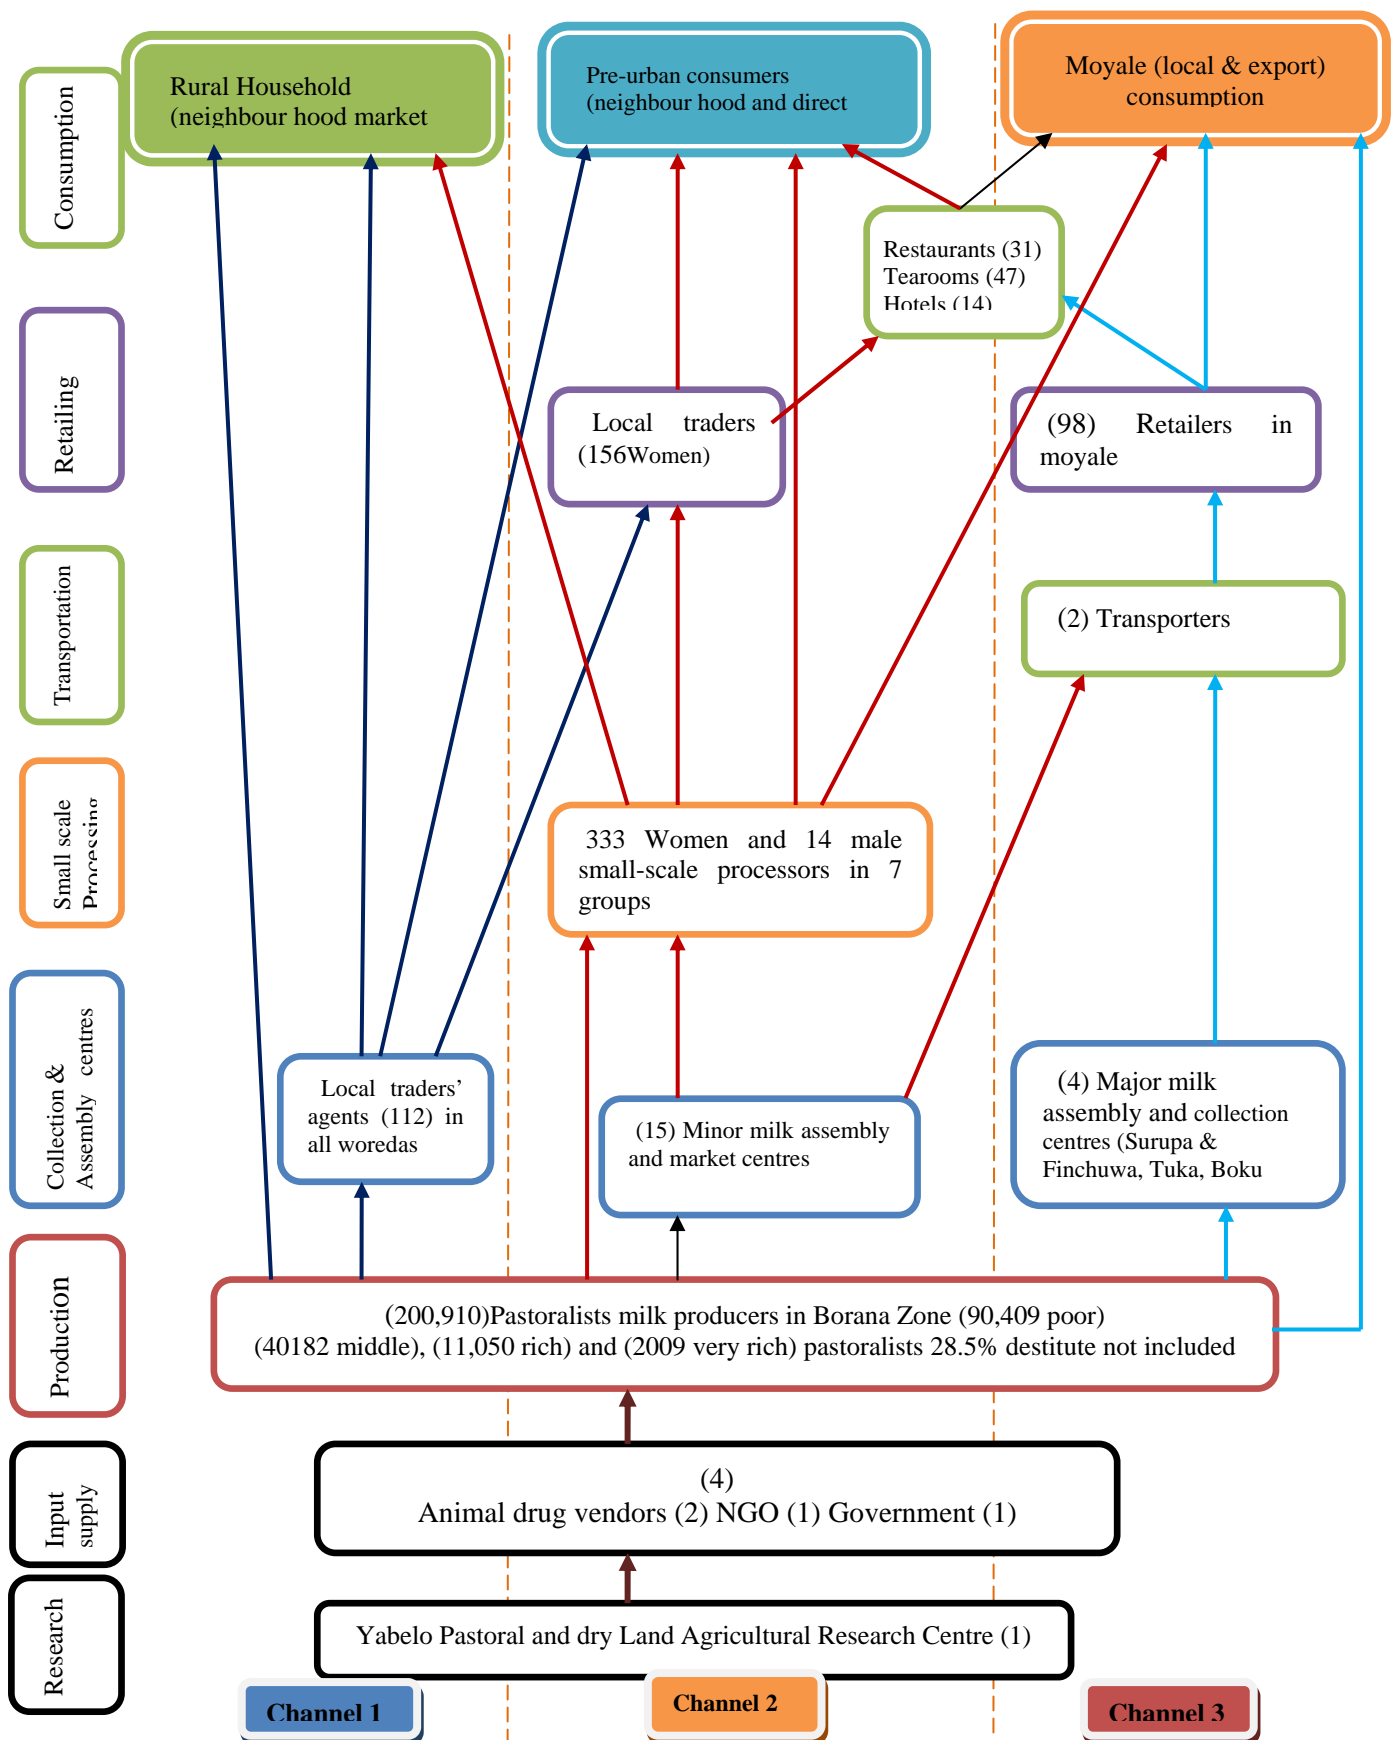 Consumption
Rural Household
(neighbour hood market
Pre-urban consumers
(neighbour hood and direct
Moyale (local & export)
consumption
Restaurants (31)
Tearooms (47)
Hotels (14)
Retailing
Local traders
(156Women)
(98) Retailers in
moyale
Transportation
(2) Transporters
Small scale
Processing
333 Women and 14 male
small-scale processors in 7
groups
Collection &
Assembly centres
Local traders’
agents (112) in
all woredas
(15) Minor milk assembly
and market centres
(4) Major milk
assembly and collection
centres (Surupa &
Finchuwa, Tuka, Boku
Production
(200,910)Pastoralists milk producers in Borana Zone (90,409 poor)
(40182 middle), (11,050 rich) and (2009 very rich) pastoralists 28.5% destitute not included
Input
supply
(4)
Animal drug vendors (2) NGO (1) Government (1)
Research
Yabelo Pastoral and dry Land Agricultural Research Centre (1)
Channel 1
Channel 2
Channel 3